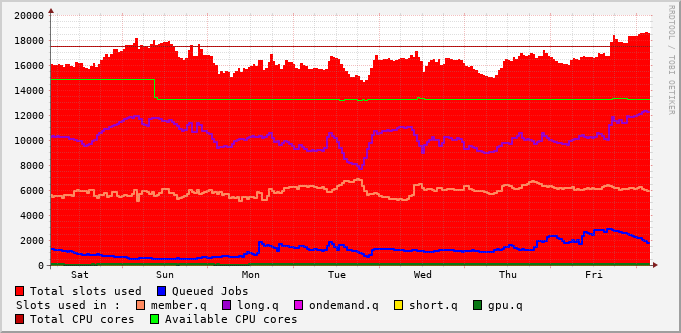 20000
18000
16000
14000
12000
10000
8000
6000
4000
2000
0
Sat Sun Mon Tue Wed Thu Fri
Total slots used Queued Jobs
Slots used in : member.q long.q ondemand.q short.q gpu.q
Total CPU cores Available CPU cores
RRDTOOL / TOBI OETIKER